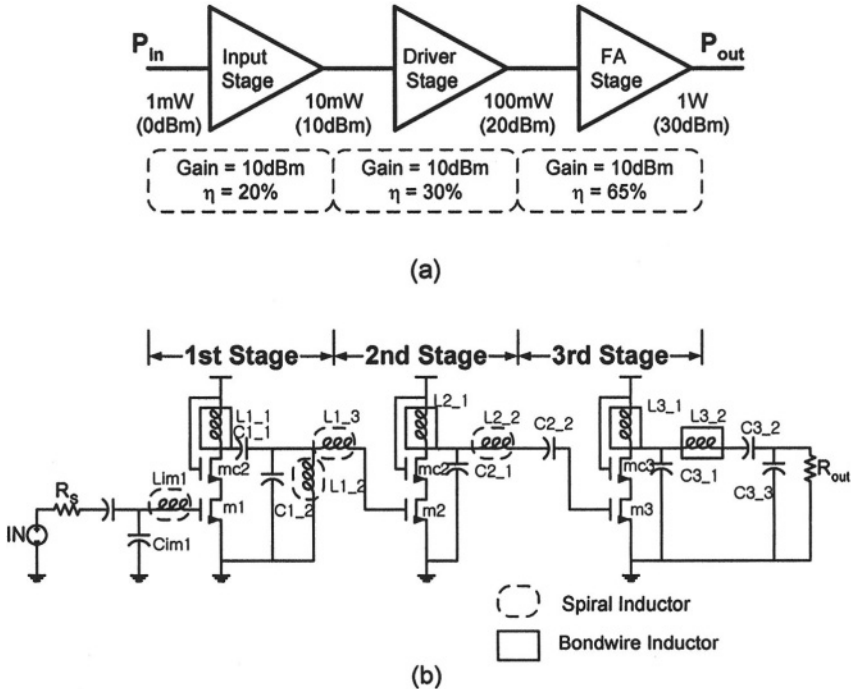 P_in
Input Stage
Driver Stage
FA Stage
P_out
1mW (0dBm)
10mW (10dBm)
100mW (20dBm)
1W (30dBm)
Gain = 10dBm
η = 20%
Gain = 10dBm
η = 30%
Gain = 10dBm
η = 65%
(a)
1st Stage
2nd Stage
3rd Stage
L1_1
C1_1
L1_3
L2_1
L2_2
C2_2
L3_1
L3_2
C3_2
mc2
mc2
mc3
Lim1
R_s
m1
C1_2
L1_2
m2
C2_1
m3
C3_1
C3_3
R_out
IN
Cim1
Spiral Inductor
Bondwire Inductor
(b)